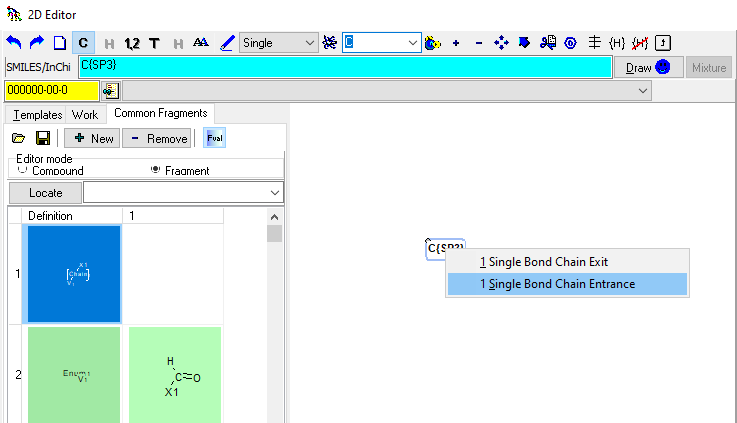 2D Editor
C H 1,2 T H AA Single C {H} {H}
SMILES/InChi C{SP3} Draw Mixture
000000-00-0
Templates Work Common Fragments
New Remove Fval
Editor mode
Compound Fragment
Locate
Definition 1
C{SP3}
1 Single Bond Chain Exit
1 Single Bond Chain Entrance
1
X1
Chain
V1
2
Enum1
V1
H
C=O
X1